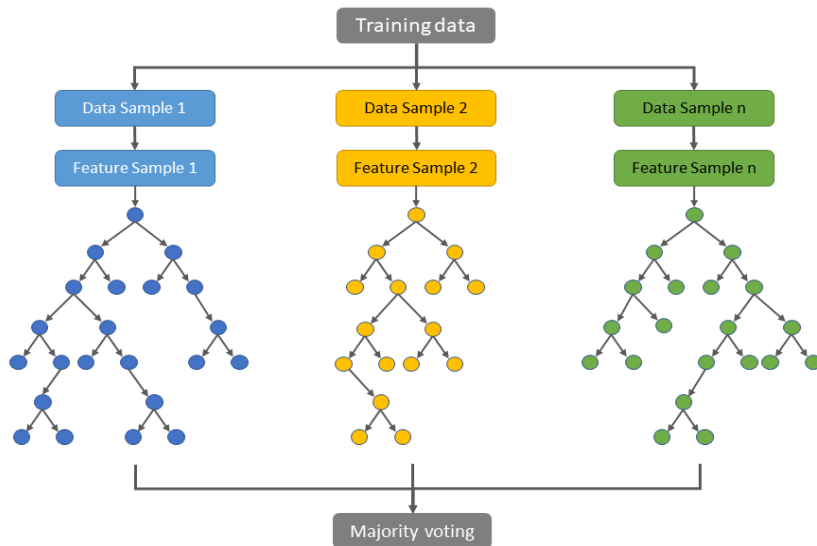 Training data
Data Sample 1
Data Sample 2
Data Sample n
Feature Sample 1
Feature Sample 2
Feature Sample n
Majority voting